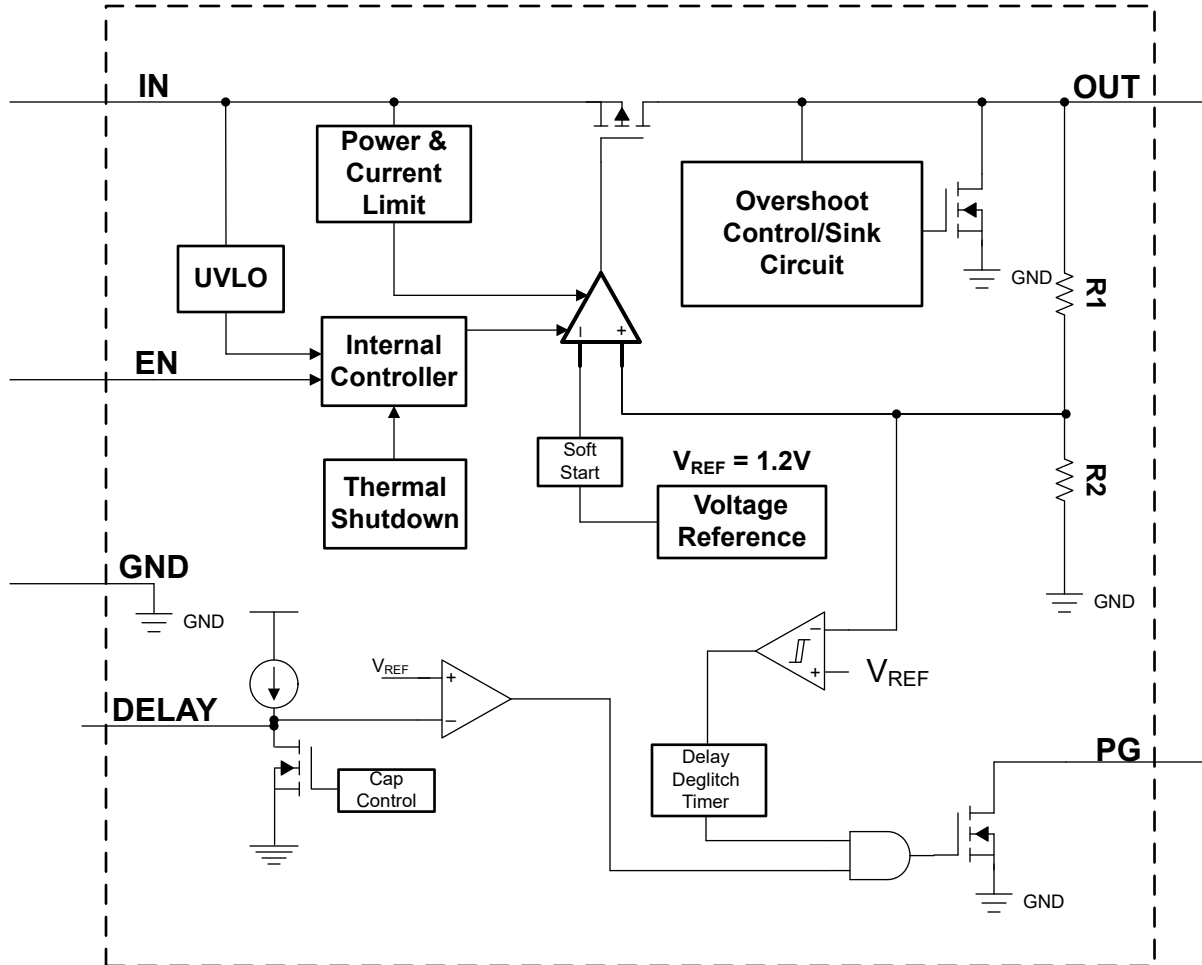 IN
OUT
Power &
Current
Limit
Overshoot
Control/Sink
Circuit
GND
R1
UVLO
– +
Internal
Controller
EN
Soft
Start
V_REF = 1.2V
R2
Thermal
Shutdown
Voltage
Reference
GND
GND
GND
–
+
V_REF
V_REF
+
–
DELAY
Delay
Deglitch
Timer
PG
Cap
Control
GND